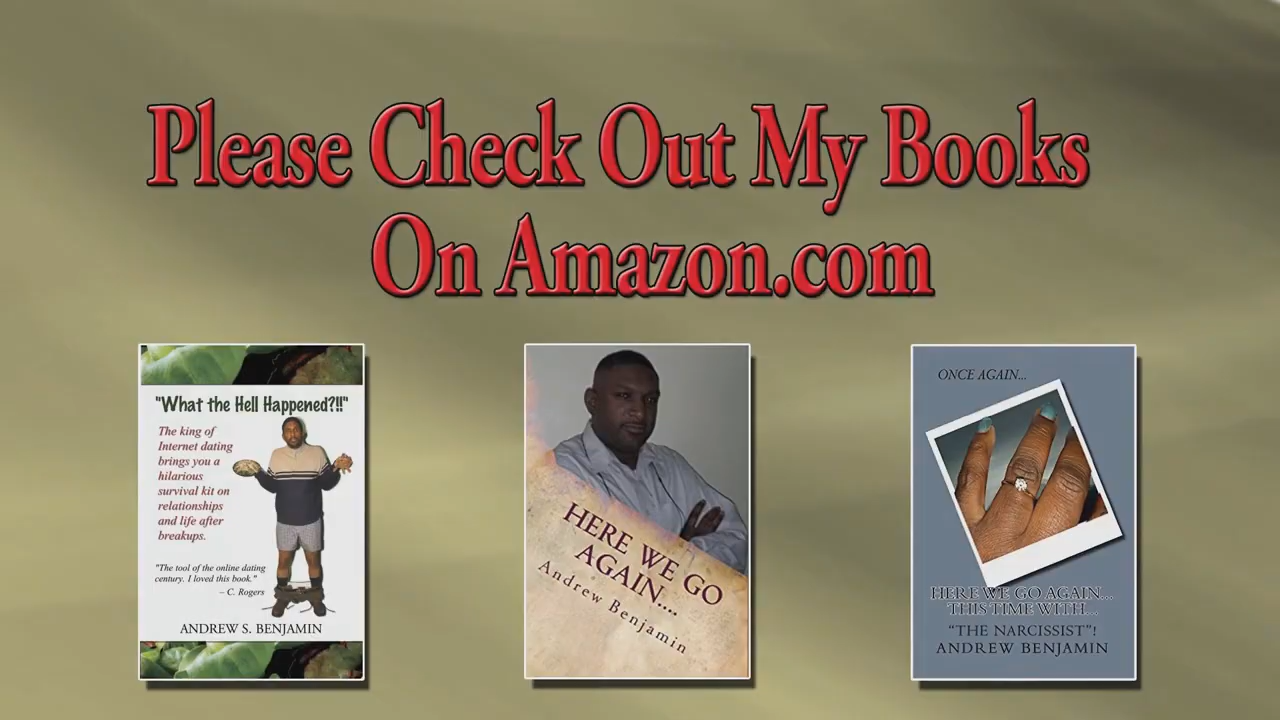 Please Check Out My Books
On Amazon.com
"What the Hell Happened?!!"
The king of
Internet dating
brings you a
hilarious
survival kit on
relationships
and life after
breakups.
"The tool of the online dating
century. I loved this book."
– C. Rogers
ANDREW S. BENJAMIN
HERE WE GO
AGAIN....
Andrew Benjamin
ONCE AGAIN...
HERE WE GO AGAIN...
THIS TIME WITH...
"THE NARCISSIST"!
ANDREW BENJAMIN